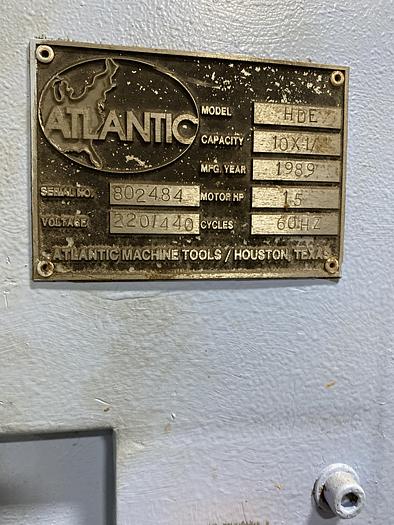 ATLANTIC
MODEL HDE
CAPACITY 10X1/4
MFG. YEAR 1989
SERIAL NO. 802484 MOTOR HP 15
VOLTAGE 220/440 CYCLES 60HZ
ATLANTIC MACHINE TOOLS / HOUSTON, TEXAS